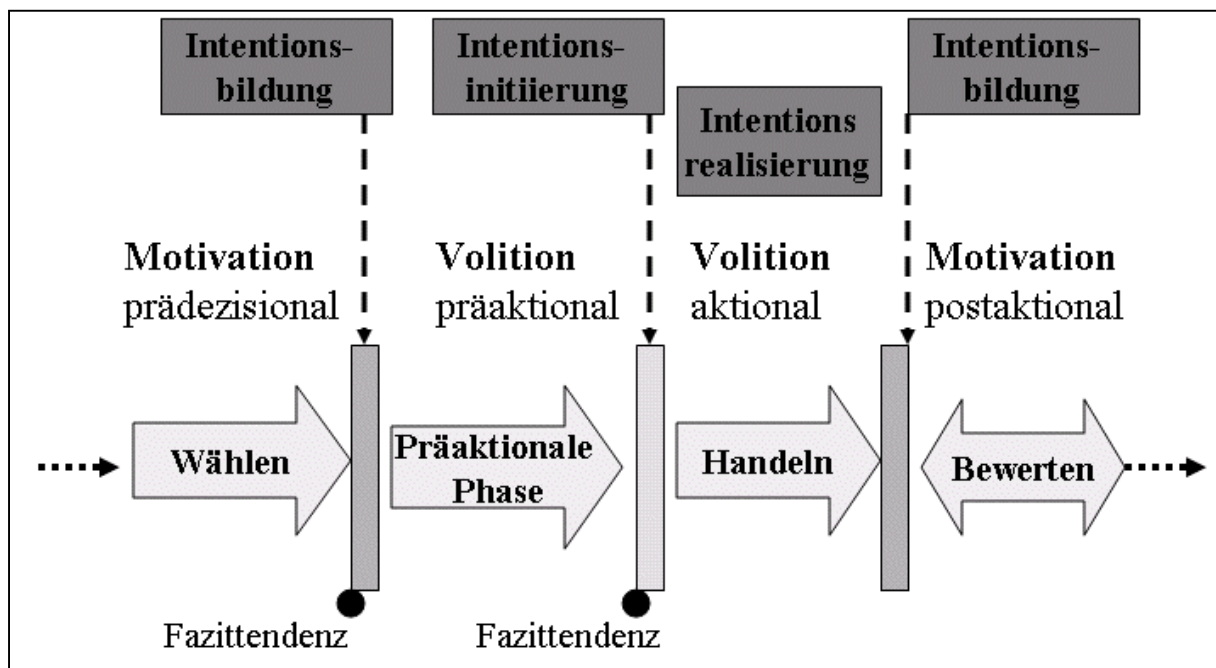 Intentions-
bildung
Intentions-
initiierung
Intentions
realisierung
Intentions-
bildung
Motivation
prädezisional
Volition
präaktional
Volition
aktional
Motivation
postaktional
Wählen
Präaktionale
Phase
Handeln
Bewerten
Fazittendenz
Fazittendenz